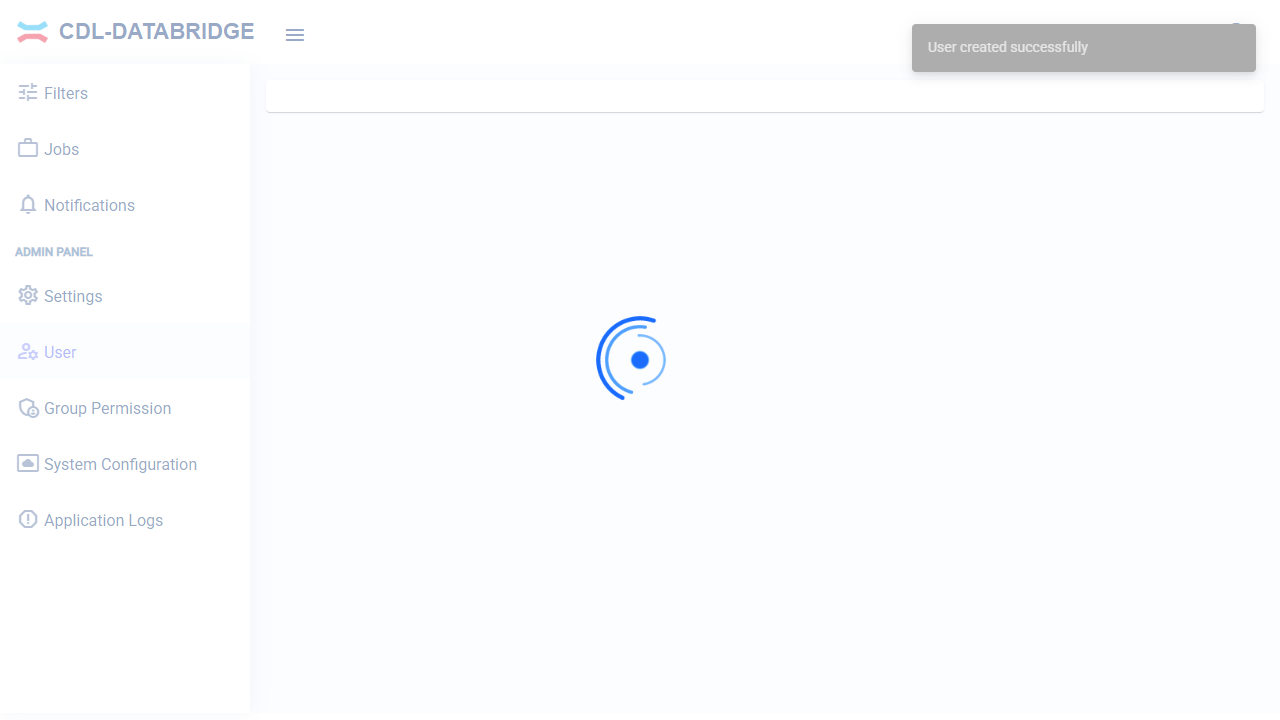 CDL-DATABRIDGE
User created successfully
Filters
Jobs
Notifications
ADMIN PANEL
Settings
User
Group Permission
System Configuration
Application Logs